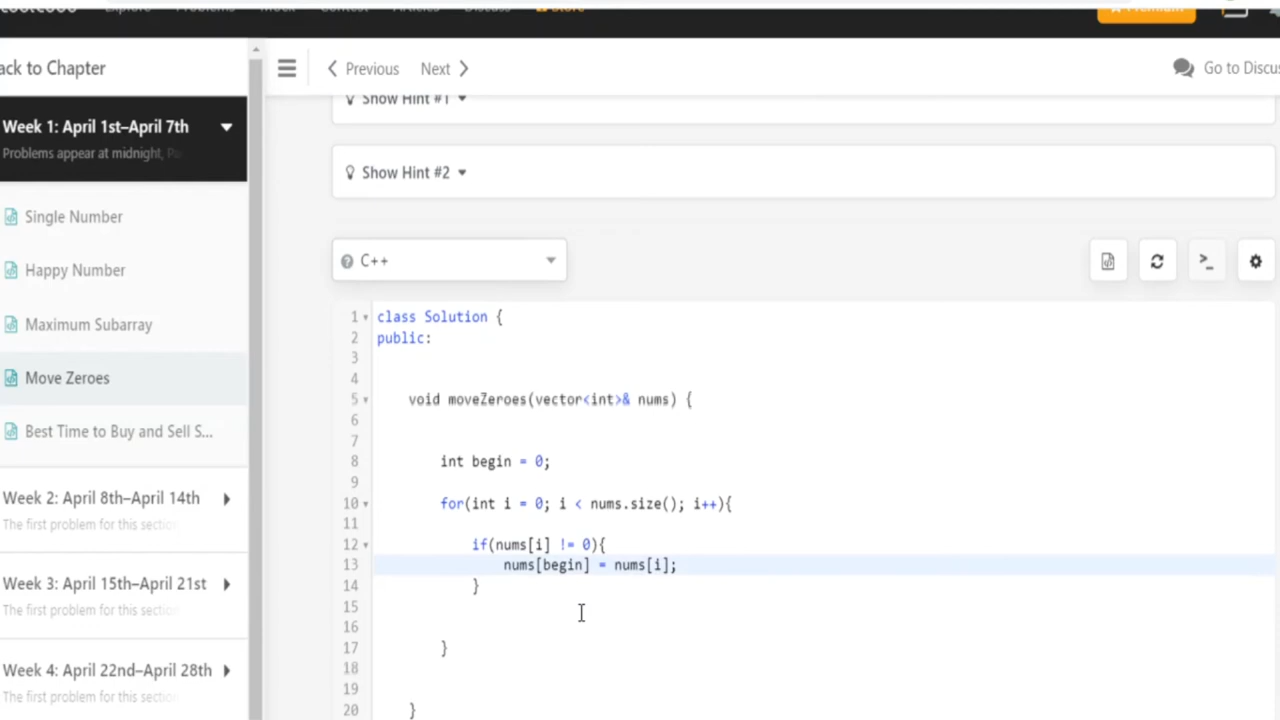 ack to Chapter
Previous
Next
Go to Discus
Week 1: April 1st–April 7th
Problems appear at midnight, Pa
Single Number
Happy Number
Maximum Subarray
Move Zeroes
Best Time to Buy and Sell S...
Week 2: April 8th–April 14th
The first problem for this section
Week 3: April 15th–April 21st
The first problem for this section
Week 4: April 22nd–April 28th
The first problem for this section
Show Hint #1
Show Hint #2
C++
>_
1 class Solution {
2 public:
3
4
5 void moveZeroes(vector<int>& nums) {
6
7
8 int begin = 0;
9
10 for(int i = 0; i < nums.size(); i++){
11
12 if(nums[i] != 0){
13 nums[begin] = nums[i];
14 }
15
16
17 }
18
19
20 }